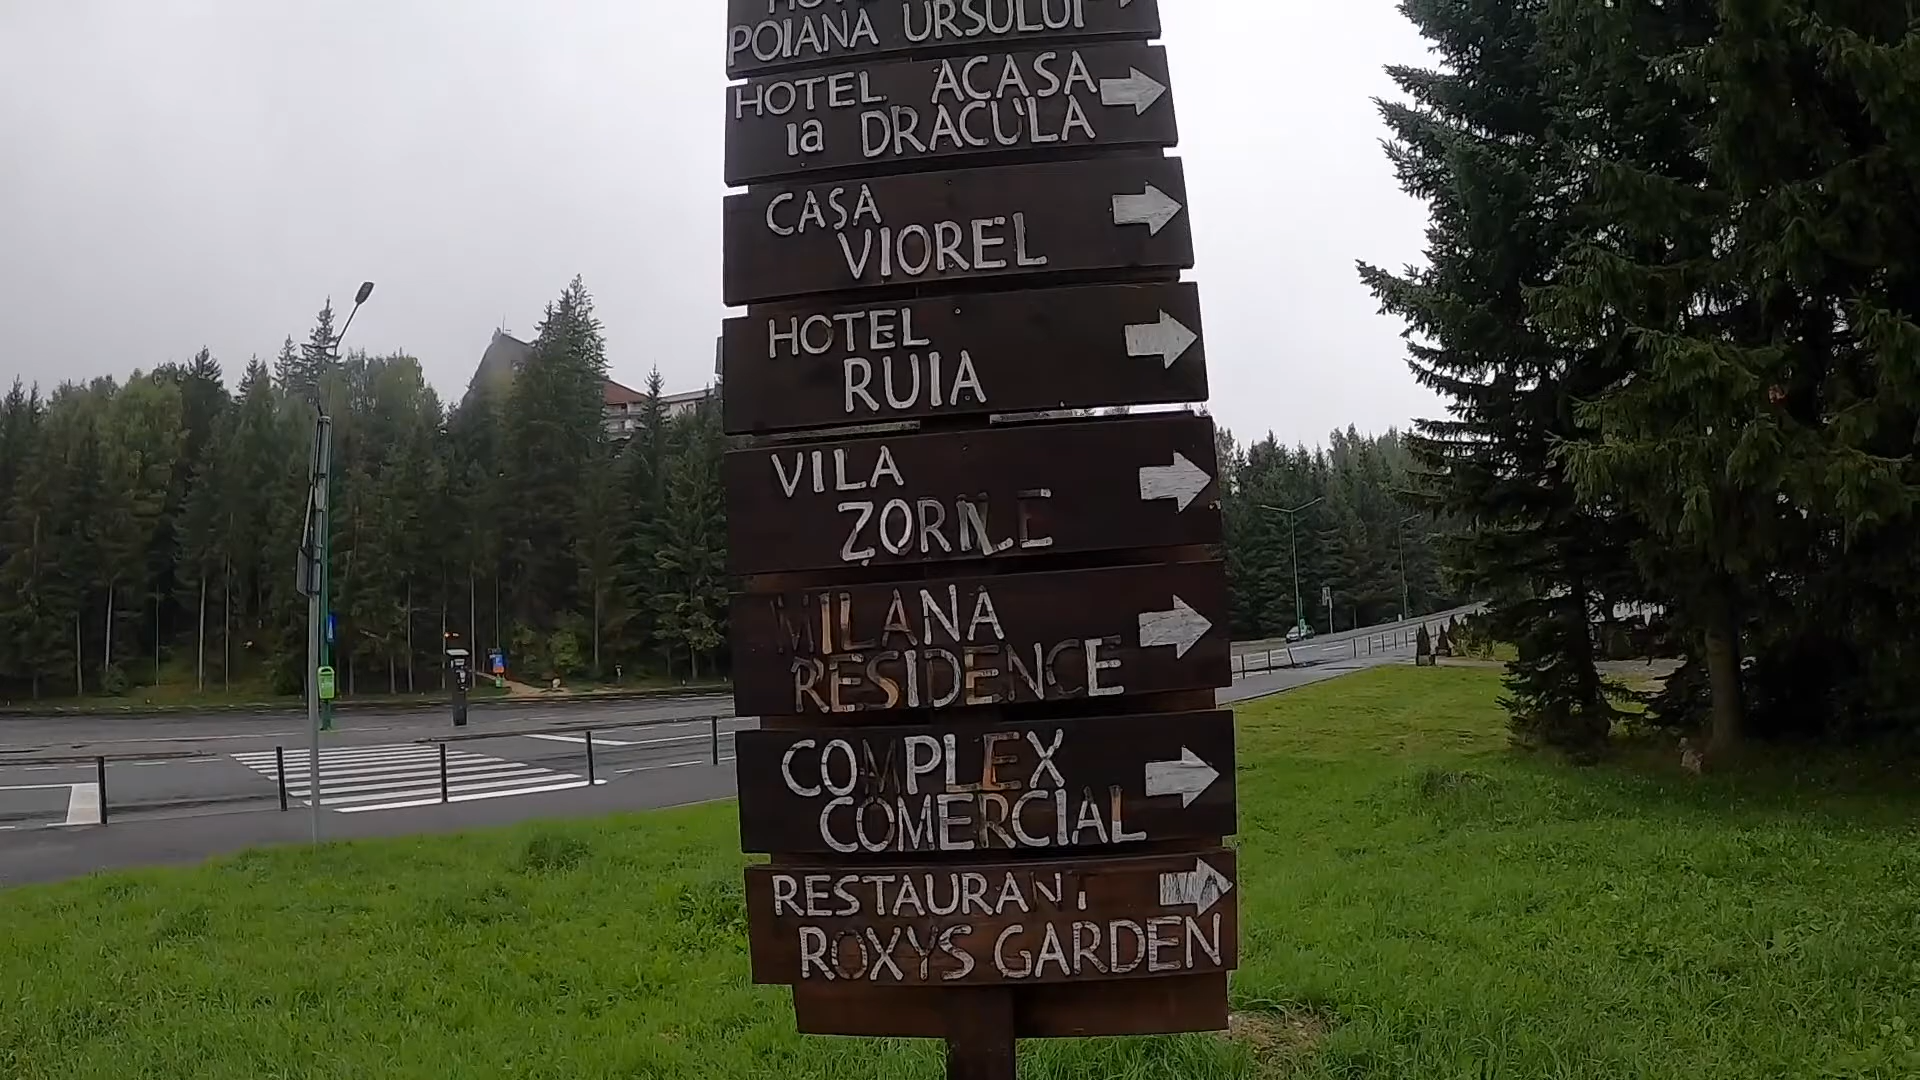 HOTEL
POIANA URSULUI
HOTEL ACASA
la DRACULA
CASA
VIOREL
HOTEL
RUIA
VILA
ZORILE
MILANA
RESIDENCE
COMPLEX
COMERCIAL
RESTAURANT
ROXYS GARDEN